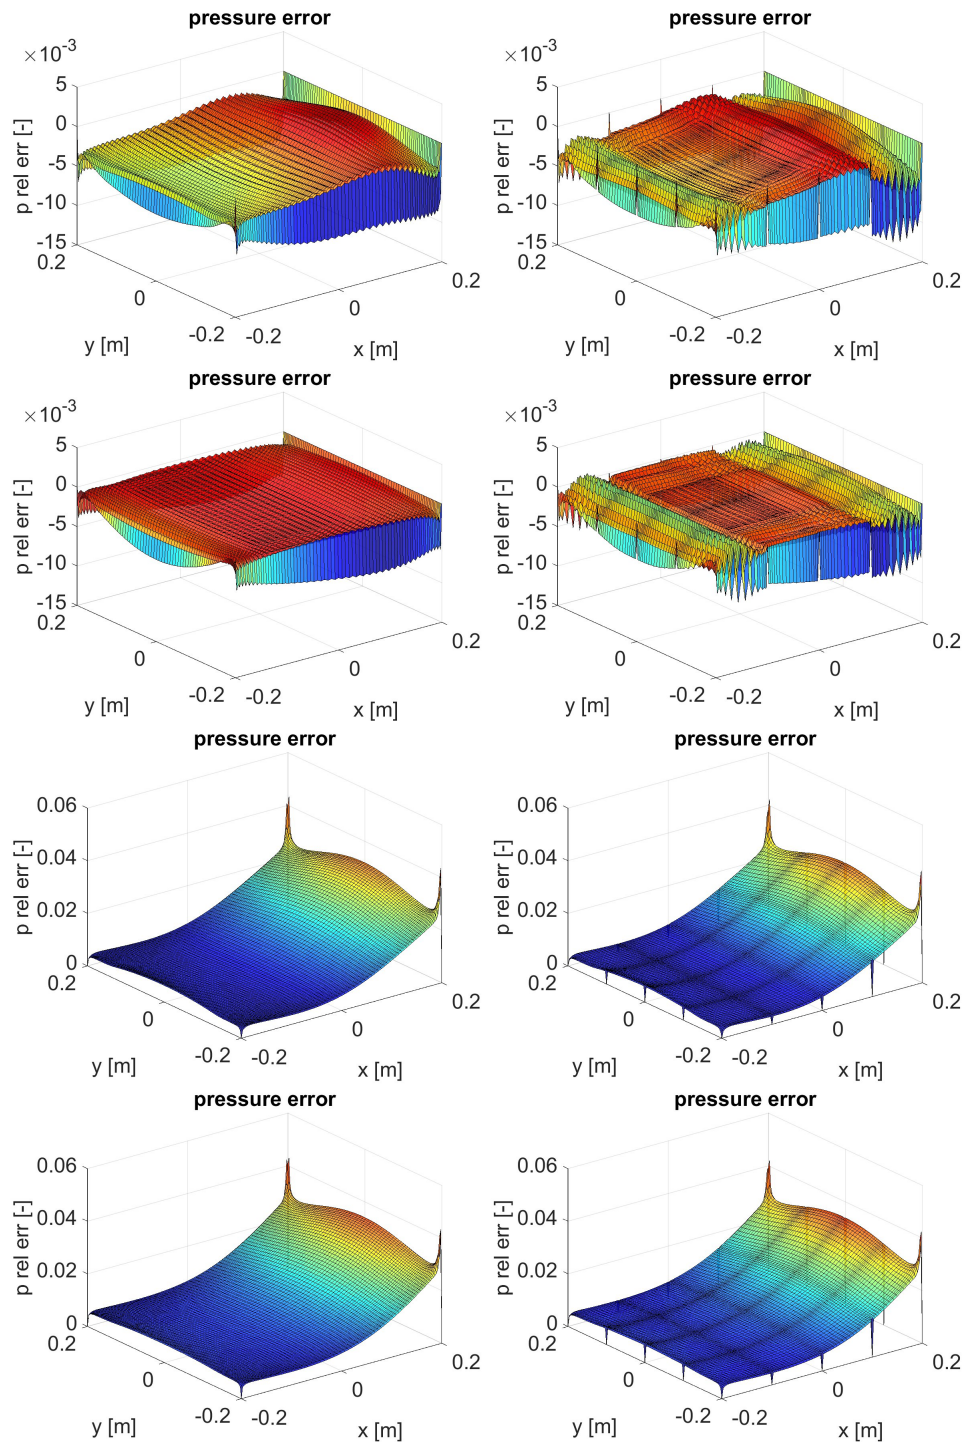 pressure error
×10-3
5
0
-5
-10
-15
p rel err [-]
0.2
0
-0.2
y [m]
-0.2
0
0.2
x [m]
pressure error
×10-3
5
0
-5
-10
-15
p rel err [-]
0.2
0
-0.2
y [m]
-0.2
0
0.2
x [m]
pressure error
×10-3
5
0
-5
-10
-15
p rel err [-]
0.2
0
-0.2
y [m]
-0.2
0
0.2
x [m]
pressure error
×10-3
5
0
-5
-10
-15
p rel err [-]
0.2
0
-0.2
y [m]
-0.2
0
0.2
x [m]
pressure error
0.06
0.04
0.02
0
p rel err [-]
0.2
0
-0.2
y [m]
-0.2
0
0.2
x [m]
pressure error
0.06
0.04
0.02
0
p rel err [-]
0.2
0
-0.2
y [m]
-0.2
0
0.2
x [m]
pressure error
0.06
0.04
0.02
0
p rel err [-]
0.2
0
-0.2
y [m]
-0.2
0
0.2
x [m]
pressure error
0.06
0.04
0.02
0
p rel err [-]
0.2
0
-0.2
y [m]
-0.2
0
0.2
x [m]